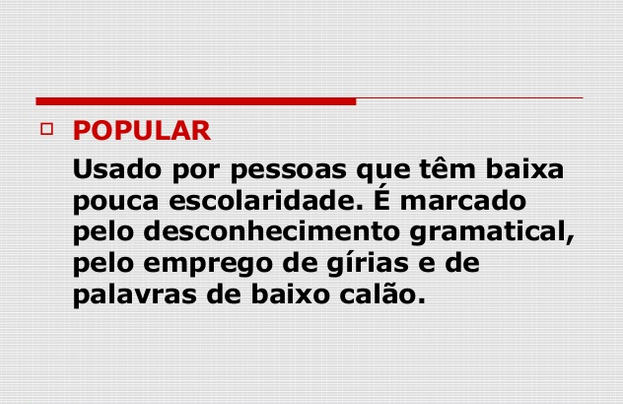 POPULAR
Usado por pessoas que têm baixa
pouca escolaridade. É marcado
pelo desconhecimento gramatical,
pelo emprego de gírias e de
palavras de baixo calão.